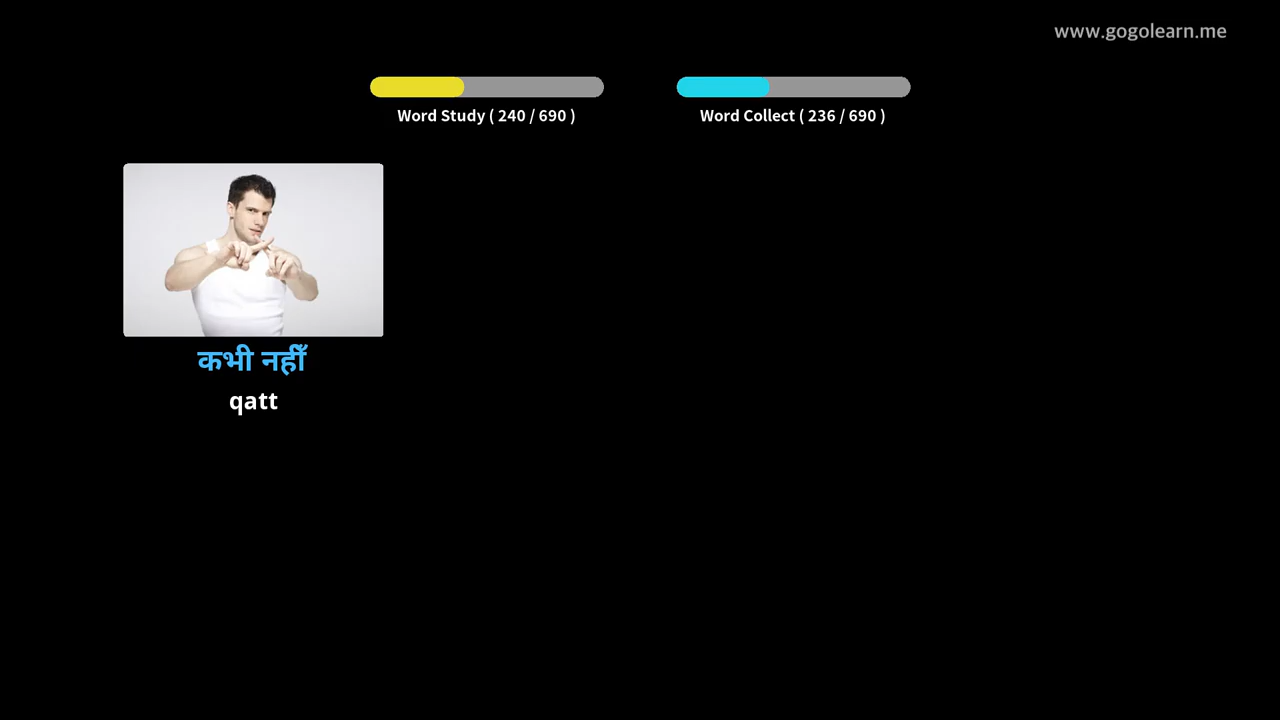 www.gogolearn.me
Word Study ( 240 / 690 )
Word Collect ( 236 / 690 )
कभी नहीँ
qatt